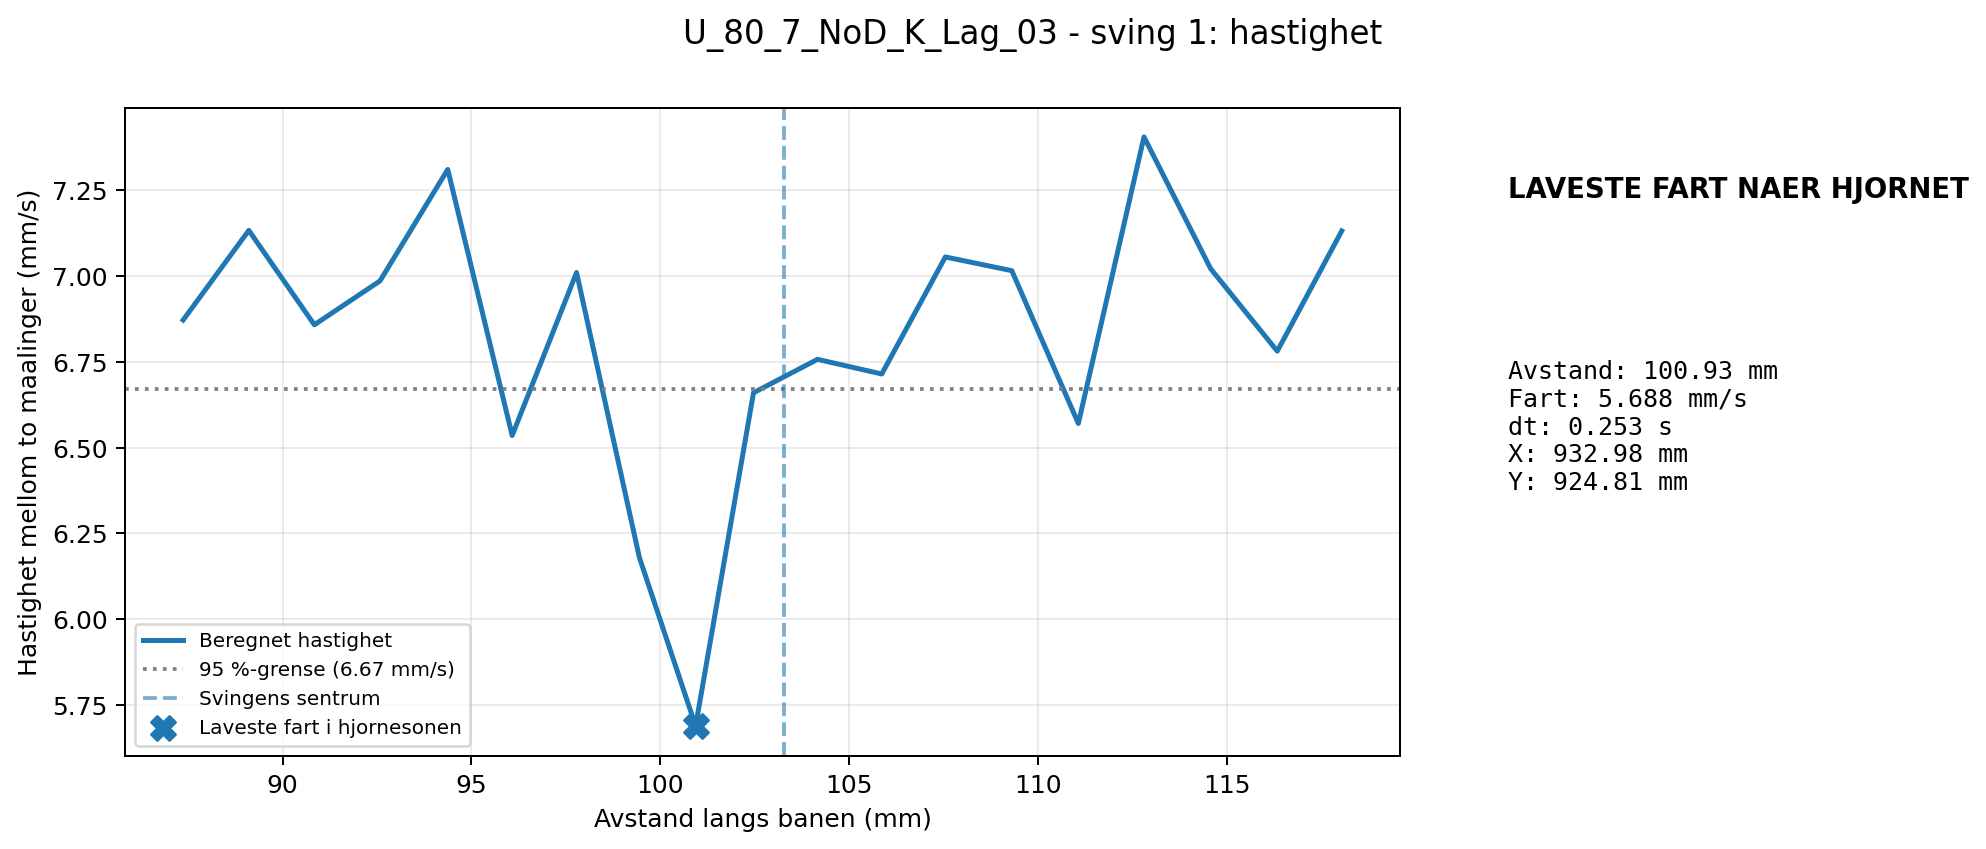 U_80_7_NoD_K_Lag_03 - sving 1: hastighet
Hastighet mellom to maalinger (mm/s)
7.25
7.00
6.75
6.50
6.25
6.00
5.75
Beregnet hastighet
95 %-grense (6.67 mm/s)
Svingens sentrum
Laveste fart i hjornesonen
90
95
100
105
110
115
Avstand langs banen (mm)
LAVESTE FART NAER HJORNET
Avstand: 100.93 mm
Fart: 5.688 mm/s
dt: 0.253 s
X: 932.98 mm
Y: 924.81 mm